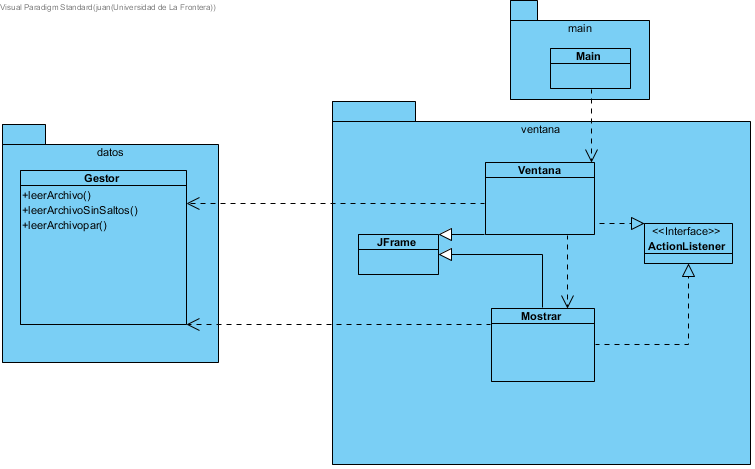 Visual Paradigm Standard(juan(Universidad de La Frontera))
main
Main
ventana
datos
Gestor
+leerArchivo()
+leerArchivoSinSaltos()
+leerArchivopar()
Ventana
<<Interface>>
ActionListener
JFrame
Mostrar